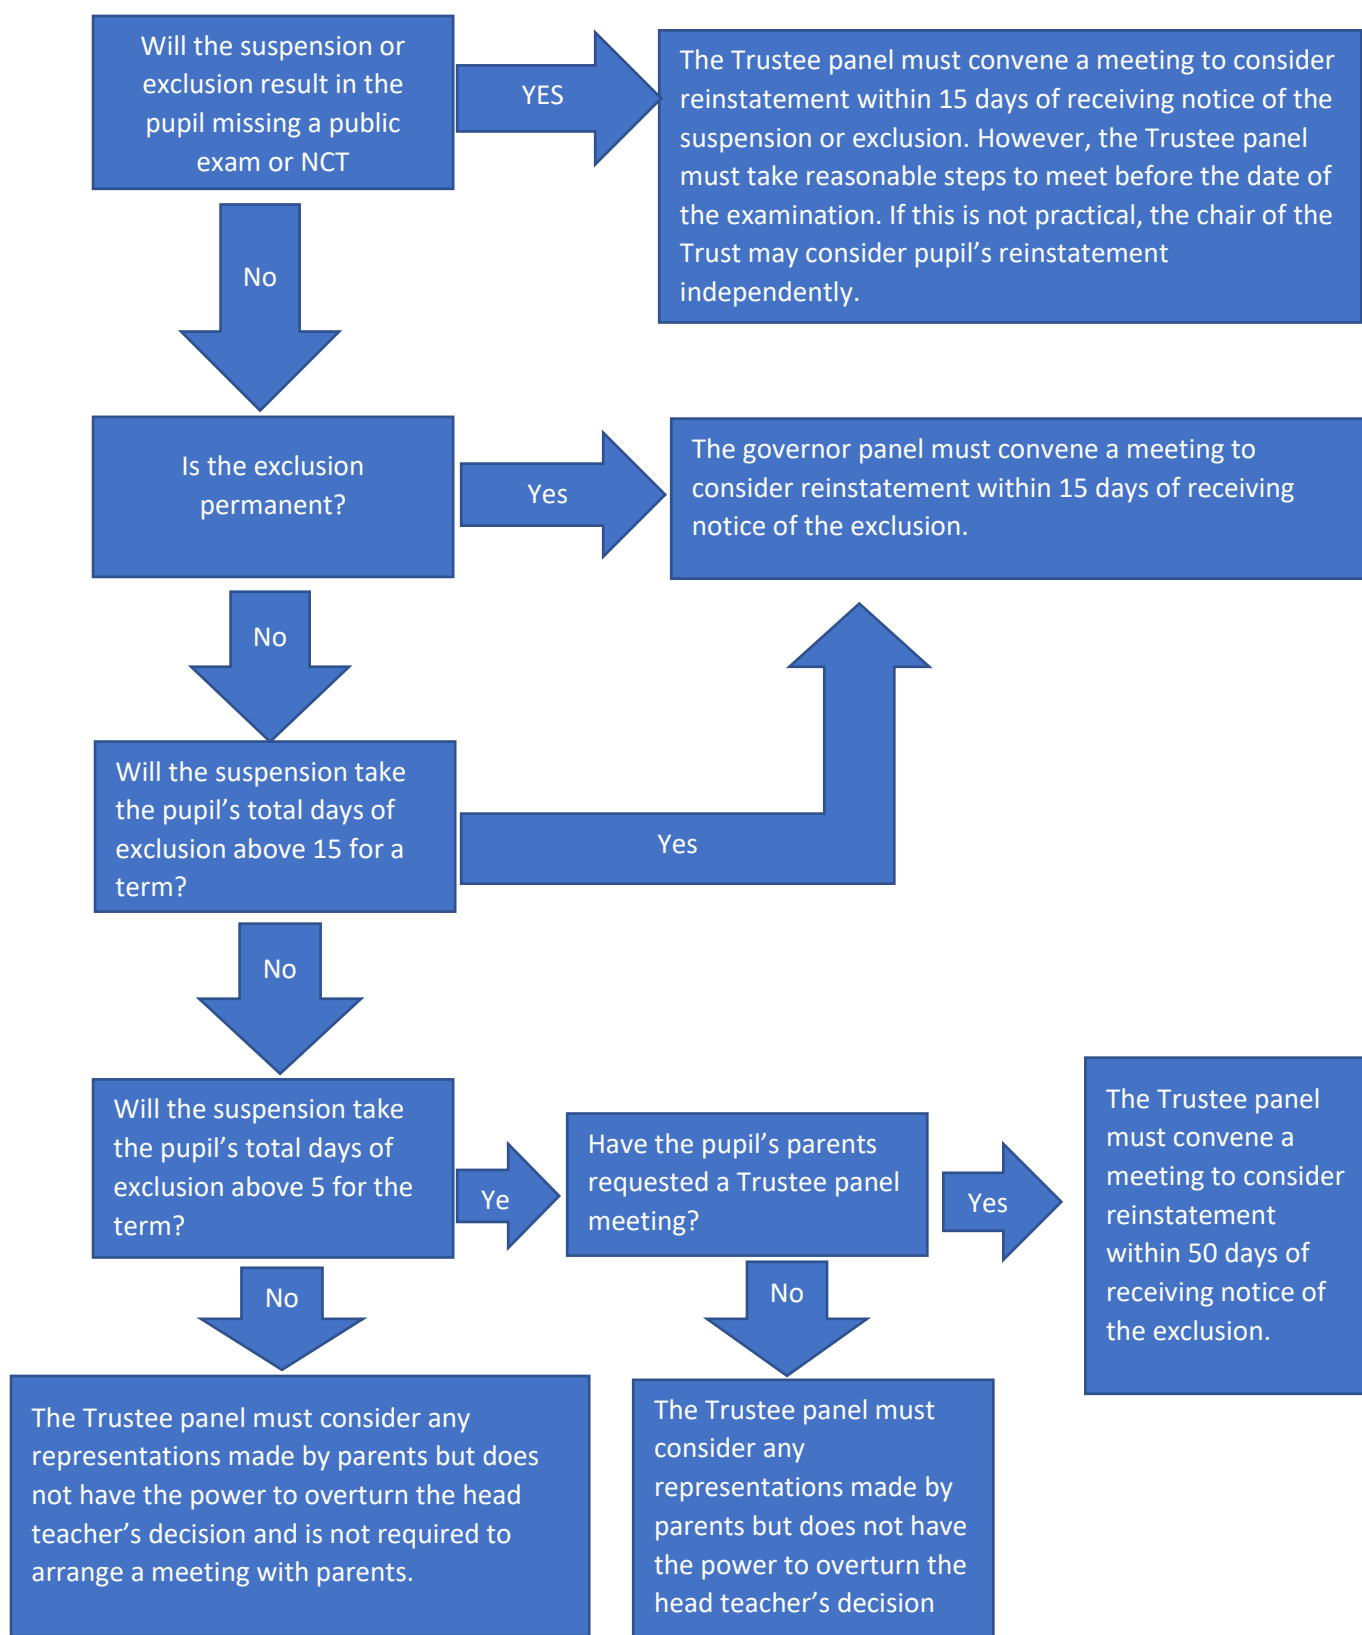 Will the suspension or
exclusion result in the
pupil missing a public
exam or NCT
YES
The Trustee panel must convene a meeting to consider
reinstatement within 15 days of receiving notice of the
suspension or exclusion. However, the Trustee panel
must take reasonable steps to meet before the date of
the examination. If this is not practical, the chair of the
Trust may consider pupil’s reinstatement
independently.
No
Is the exclusion
permanent?
Yes
The governor panel must convene a meeting to
consider reinstatement within 15 days of receiving
notice of the exclusion.
No
Will the suspension take
the pupil’s total days of
exclusion above 15 for a
term?
Yes
No
Will the suspension take
the pupil’s total days of
exclusion above 5 for the
term?
Ye
Have the pupil’s parents
requested a Trustee panel
meeting?
Yes
The Trustee panel
must convene a
meeting to consider
reinstatement
within 50 days of
receiving notice of
the exclusion.
No
No
The Trustee panel must consider any
representations made by parents but does
not have the power to overturn the head
teacher’s decision and is not required to
arrange a meeting with parents.
The Trustee panel must
consider any
representations made by
parents but does not have
the power to overturn the
head teacher’s decision